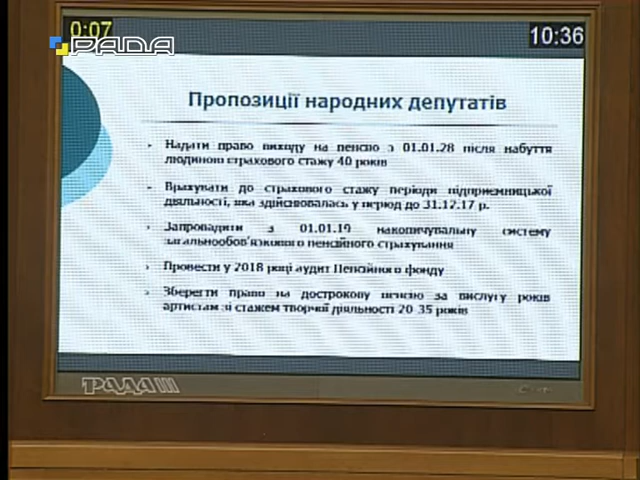 0:07
РАДА
10:36
Пропозиції народних депутатів
Надати право виходу на пенсію з 01.01.28 після набуття
людиною страхового стажу 40 років
Врахувати до страхового стажу періоди підприємницької
діяльності, яка здійснювалась у період до 31.12.17 р.
Запровадити з 01.01.19 накопичувальну систему
загальнообов'язкового пенсійного страхування
Провести у 2018 році аудит Пенсійного фонду
Зберегти право на дострокову пенсію за вислугу років
артистам зі стажем творчої діяльності 20-35 років
РАДА